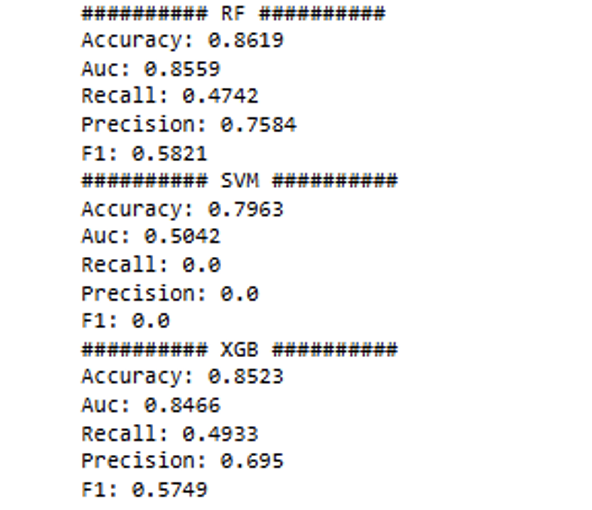 ########## RF ##########
Accuracy: 0.8619
Auc: 0.8559
Recall: 0.4742
Precision: 0.7584
F1: 0.5821
########## SVM ##########
Accuracy: 0.7963
Auc: 0.5042
Recall: 0.0
Precision: 0.0
F1: 0.0
########## XGB ##########
Accuracy: 0.8523
Auc: 0.8466
Recall: 0.4933
Precision: 0.695
F1: 0.5749